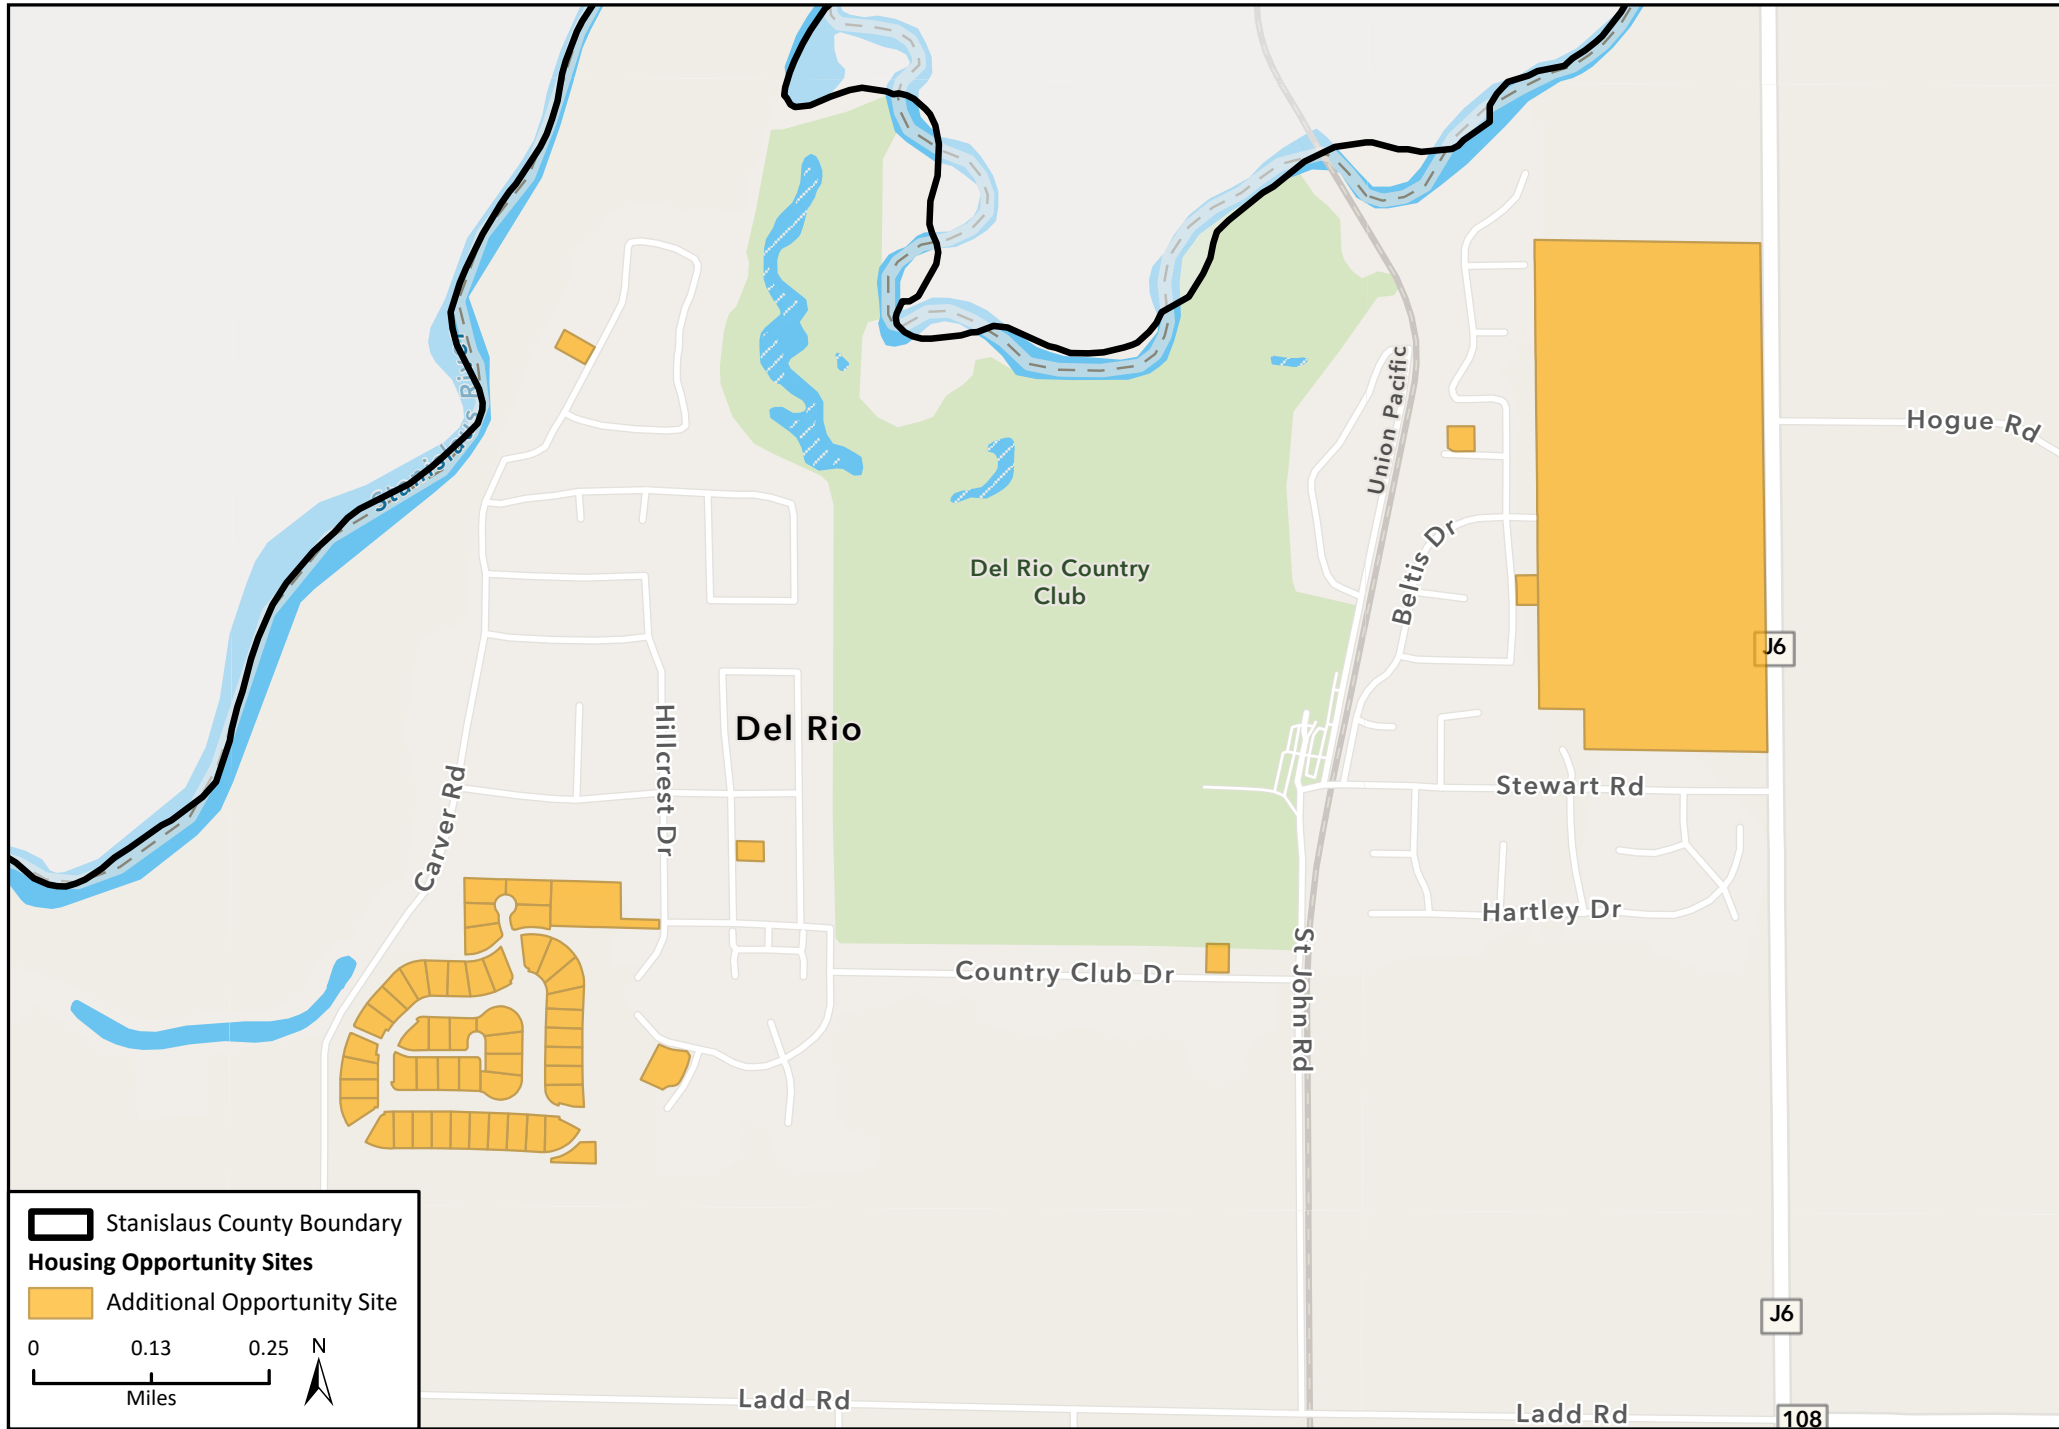 Stanislaus River
Union Pacific
Hogue Rd
Beltis Dr
Del Rio Country
Club
J6
Hillcrest Dr
Del Rio
Carver Rd
Stewart Rd
Hartley Dr
Country Club Dr
St John Rd
Stanislaus County Boundary
Housing Opportunity Sites
Additional Opportunity Site
0 0.13 0.25
Miles
N
J6
Ladd Rd
Ladd Rd
108